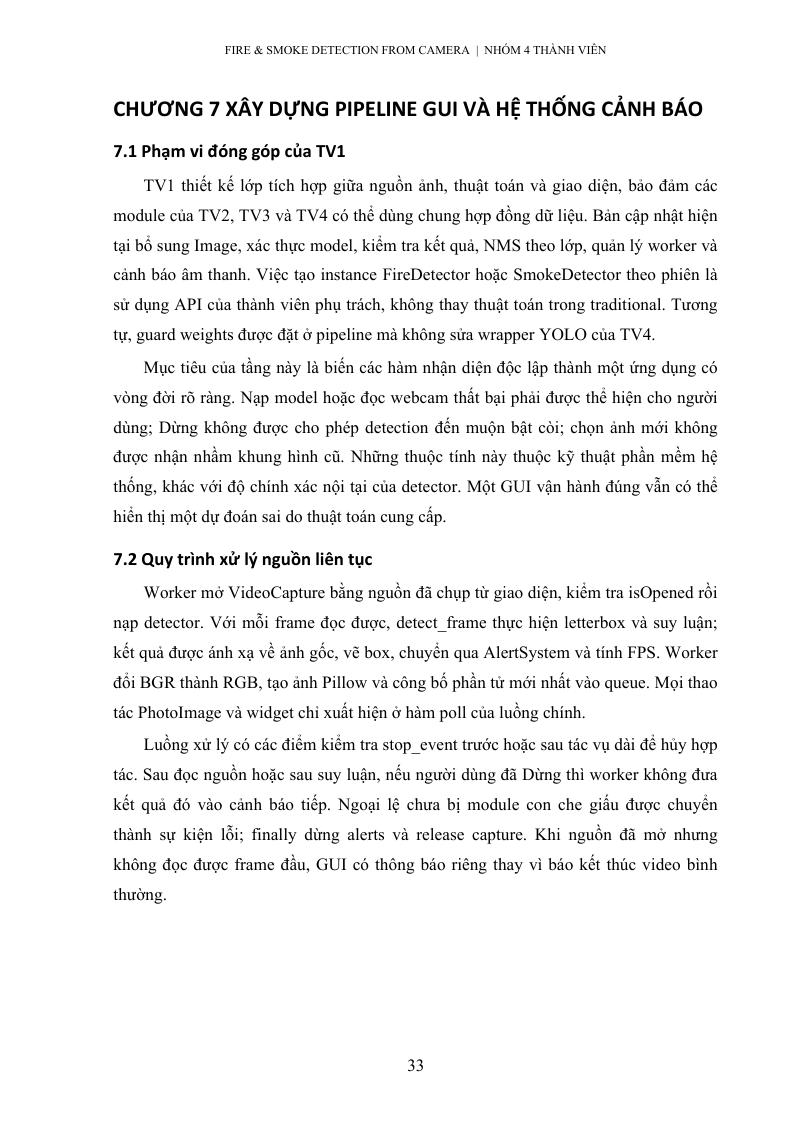 FIRE & SMOKE DETECTION FROM CAMERA | NHÓM 4 THÀNH VIÊN
CHƯƠNG 7 XÂY DỰNG PIPELINE GUI VÀ HỆ THỐNG CẢNH BÁO
7.1 Phạm vi đóng góp của TV1
TV1 thiết kế lớp tích hợp giữa nguồn ảnh, thuật toán và giao diện, bảo đảm các
module của TV2, TV3 và TV4 có thể dùng chung hợp đồng dữ liệu. Bản cập nhật hiện
tại bổ sung Image, xác thực model, kiểm tra kết quả, NMS theo lớp, quản lý worker và
cảnh báo âm thanh. Việc tạo instance FireDetector hoặc SmokeDetector theo phiên là
sử dụng API của thành viên phụ trách, không thay thuật toán trong traditional. Tương
tự, guard weights được đặt ở pipeline mà không sửa wrapper YOLO của TV4.
Mục tiêu của tầng này là biến các hàm nhận diện độc lập thành một ứng dụng có
vòng đời rõ ràng. Nạp model hoặc đọc webcam thất bại phải được thể hiện cho người
dùng; Dừng không được cho phép detection đến muộn bật còi; chọn ảnh mới không
được nhận nhầm khung hình cũ. Những thuộc tính này thuộc kỹ thuật phần mềm hệ
thống, khác với độ chính xác nội tại của detector. Một GUI vận hành đúng vẫn có thể
hiển thị một dự đoán sai do thuật toán cung cấp.
7.2 Quy trình xử lý nguồn liên tục
Worker mở VideoCapture bằng nguồn đã chụp từ giao diện, kiểm tra isOpened rồi
nạp detector. Với mỗi frame đọc được, detect_frame thực hiện letterbox và suy luận;
kết quả được ánh xạ về ảnh gốc, vẽ box, chuyển qua AlertSystem và tính FPS. Worker
đổi BGR thành RGB, tạo ảnh Pillow và công bố phần tử mới nhất vào queue. Mọi thao
tác PhotoImage và widget chỉ xuất hiện ở hàm poll của luồng chính.
Luồng xử lý có các điểm kiểm tra stop_event trước hoặc sau tác vụ dài để hủy hợp
tác. Sau đọc nguồn hoặc sau suy luận, nếu người dùng đã Dừng thì worker không đưa
kết quả đó vào cảnh báo tiếp. Ngoại lệ chưa bị module con che giấu được chuyển
thành sự kiện lỗi; finally dừng alerts và release capture. Khi nguồn đã mở nhưng
không đọc được frame đầu, GUI có thông báo riêng thay vì báo kết thúc video bình
thường.
33